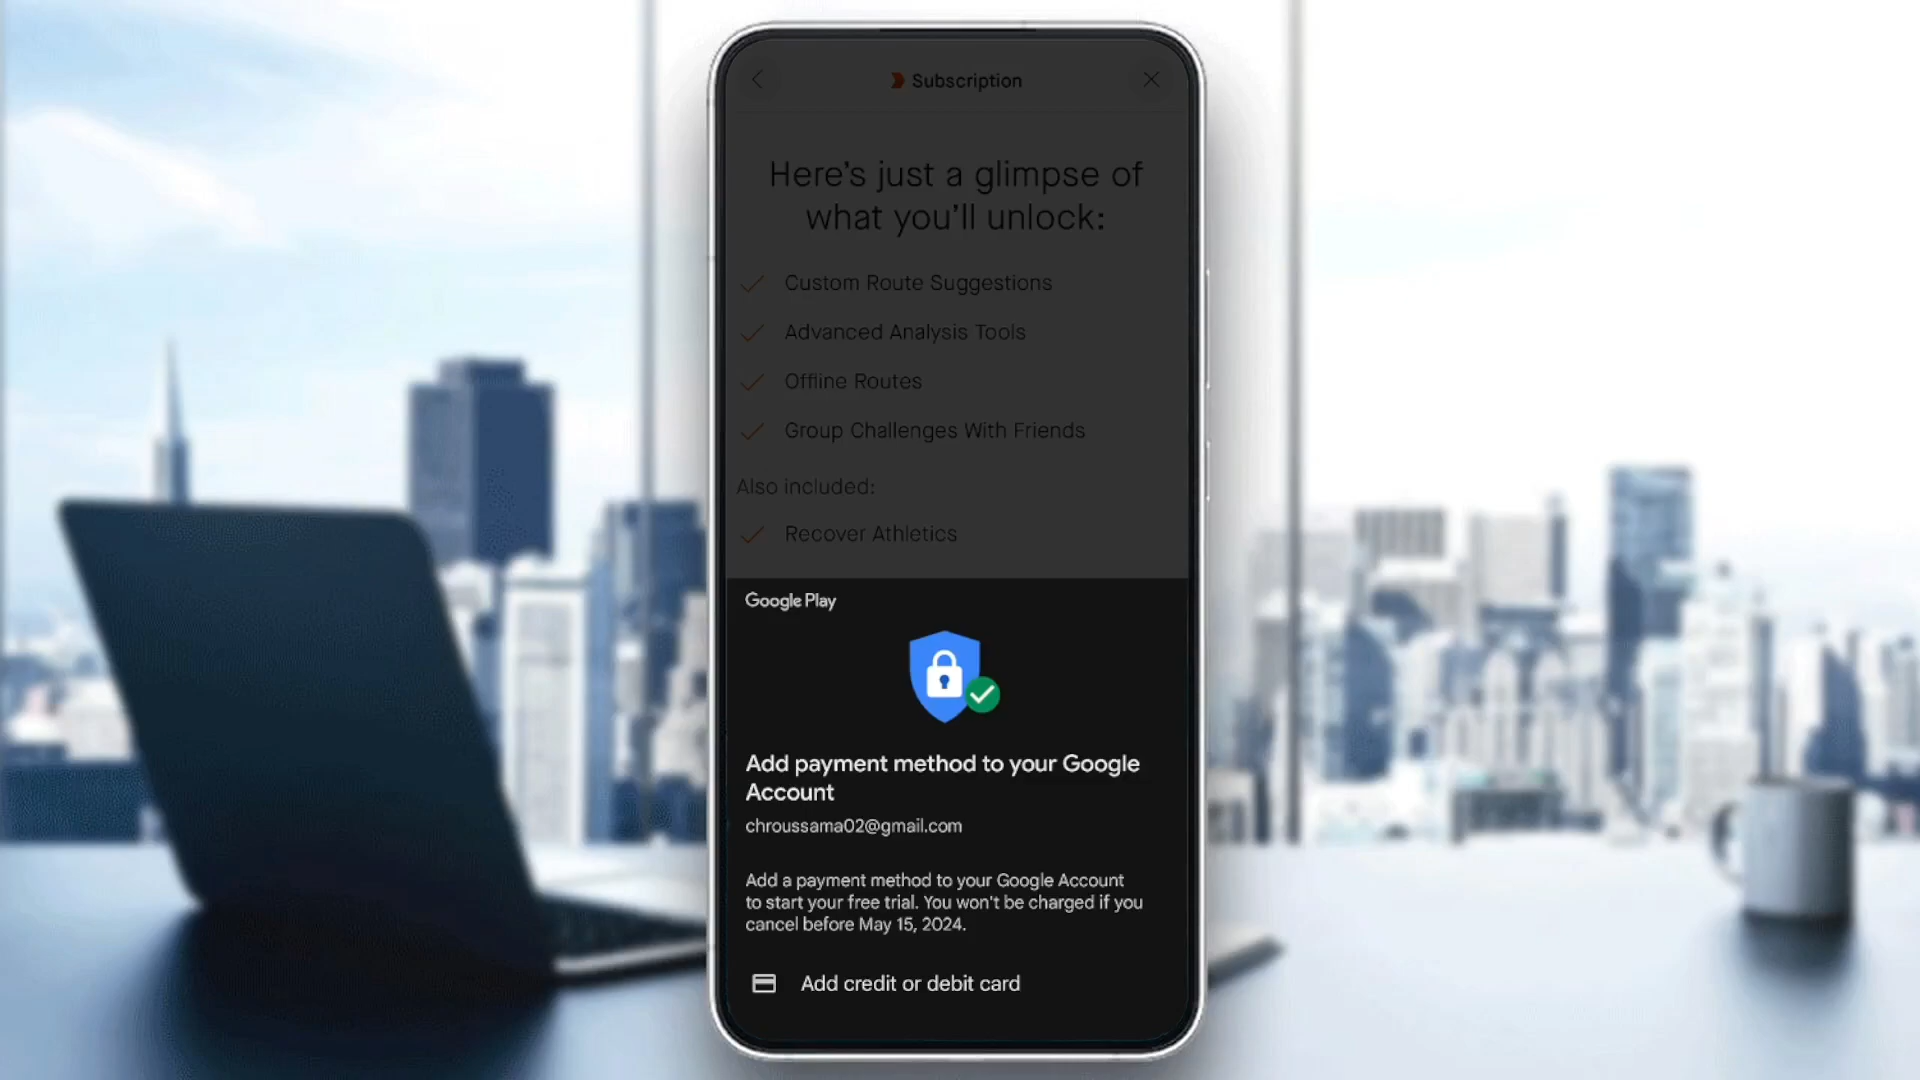 Subscription
Here's just a glimpse of
what you'll unlock:
Custom Route Suggestions
Advanced Analysis Tools
Offline Routes
Group Challenges With Friends
Also included:
Recover Athletics
Google Play
Add payment method to your Google
Account
chroussama02@gmail.com
Add a payment method to your Google Account
to start your free trial. You won't be charged if you
cancel before May 15, 2024.
Add credit or debit card